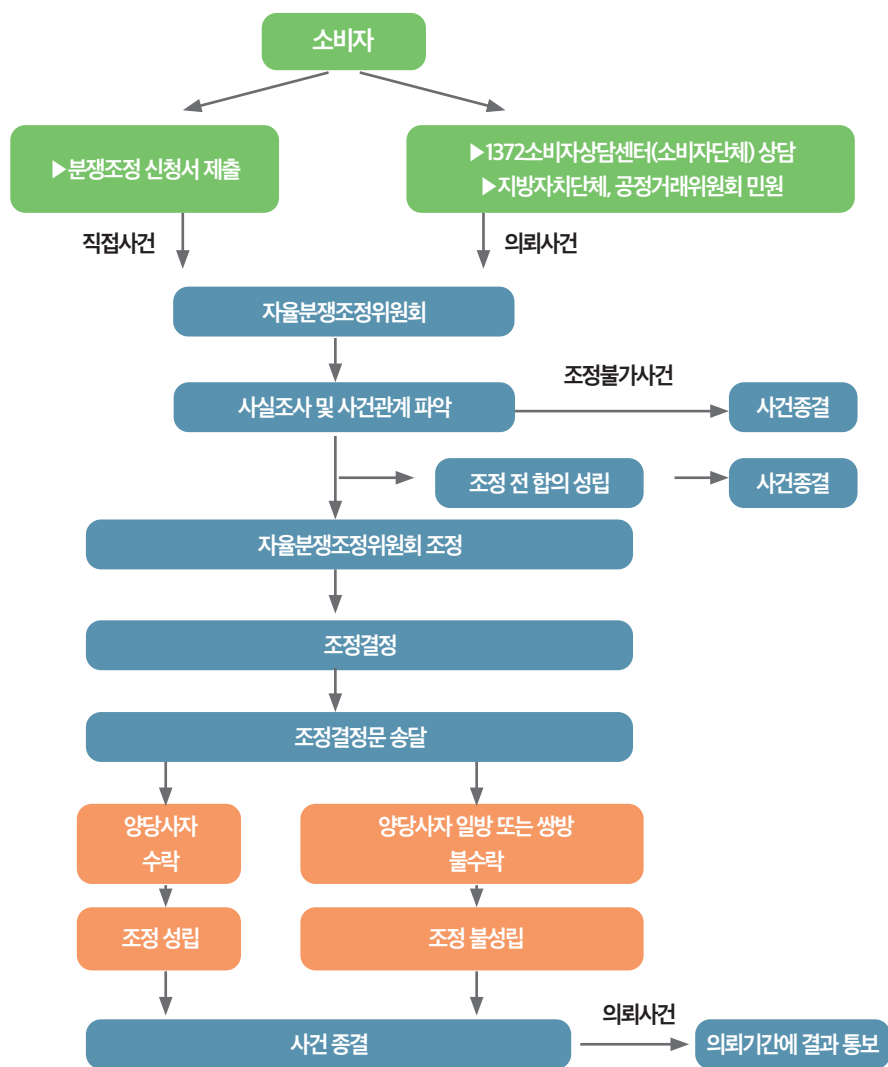 소비자
▶분쟁조정 신청서 제출
▶1372소비자상담센터(소비자단체) 상담
▶지방자치단체, 공정거래위원회 민원
직접사건
의뢰사건
자율분쟁조정위원회
조정불가사건
사실조사 및 사건관계 파악
사건종결
조정 전 합의 성립
사건종결
자율분쟁조정위원회 조정
조정결정
조정결정문 송달
양당사자
수락
양당사자 일방 또는 쌍방
불수락
조정 성립
조정 불성립
의뢰사건
사건 종결
의뢰기간에 결과 통보